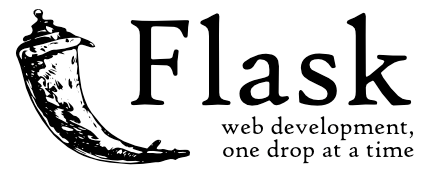 Flask
web development,
one drop at a time